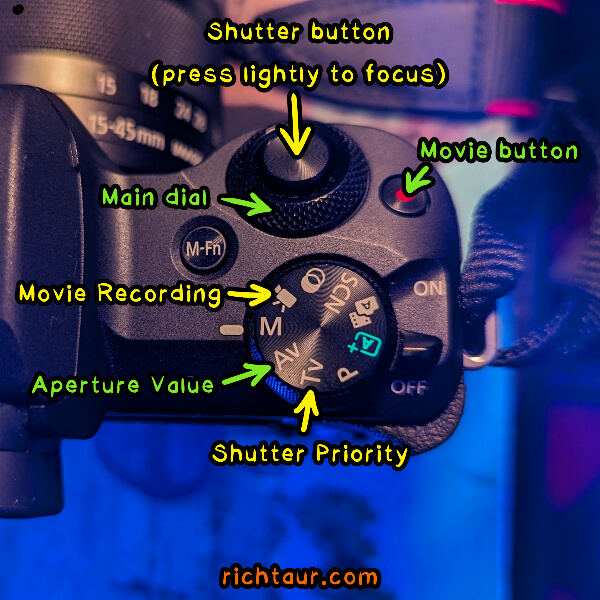 Shutter button
(press lightly to focus)
15 18 24
15-45mm
Movie button
Main dial
M-Fn
Movie Recording
SCN
ON
M
A+
Av
Tv
P
Aperture Value
OFF
Shutter Priority
richtaur.com